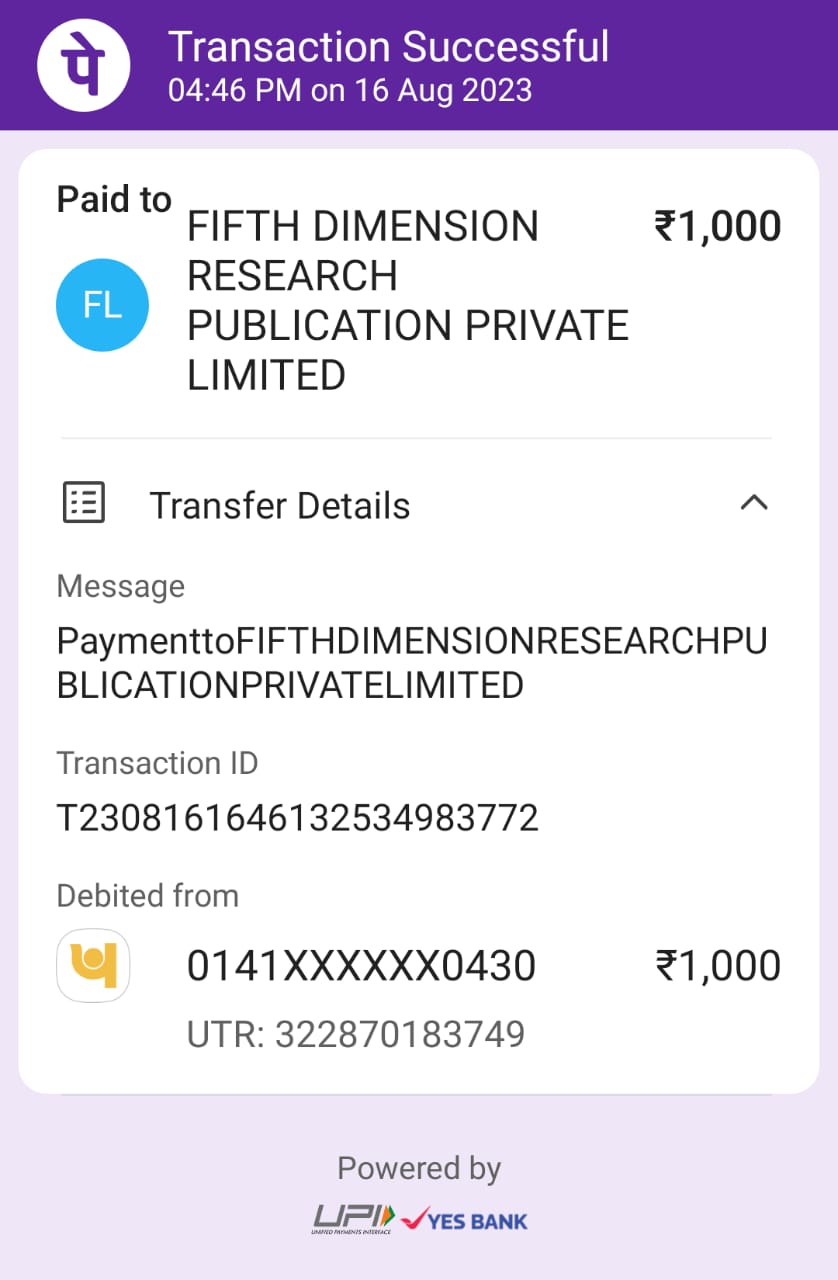 पे
Transaction Successful
04:46 PM on 16 Aug 2023
Paid to
FL
FIFTH DIMENSION
RESEARCH
PUBLICATION PRIVATE
LIMITED
₹1,000
Transfer Details
Message
PaymenttoFIFTHDIMENSIONRESEARCHPU
BLICATIONPRIVATELIMITED
Transaction ID
T2308161646132534983772
Debited from
0141XXXXXX0430 ₹1,000
UTR: 322870183749
Powered by
UPI YES BANK
UNIFIED PAYMENTS INTERFACE